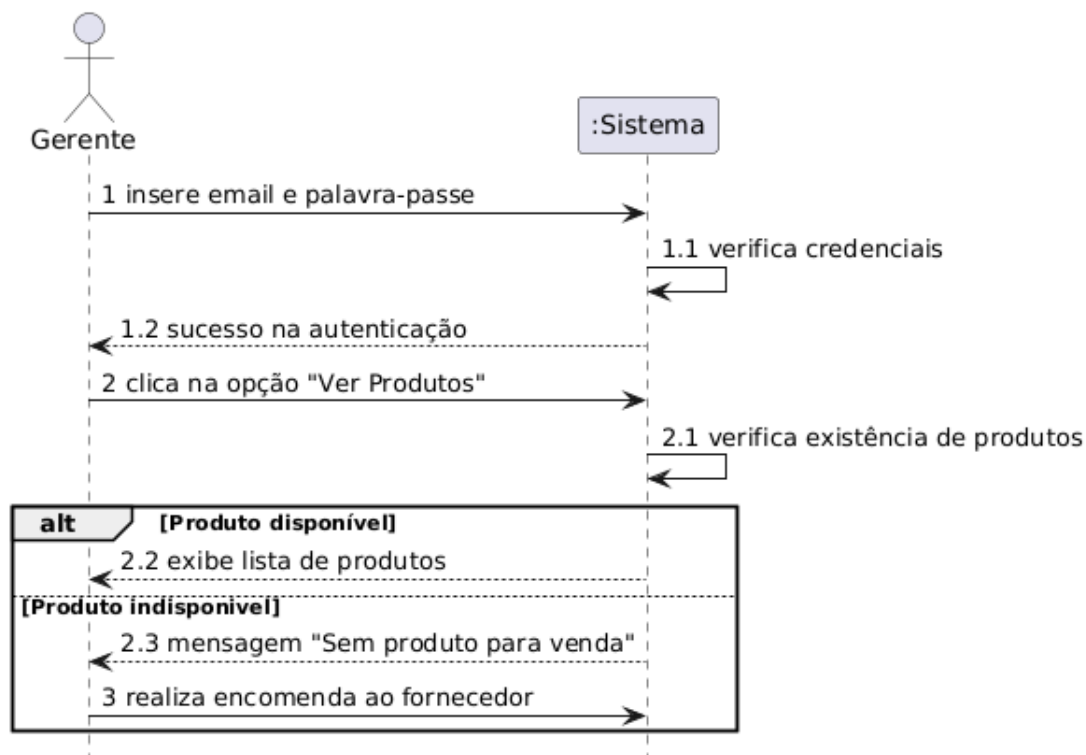 Gerente
:Sistema
1 insere email e palavra-passe
1.1 verifica credenciais
1.2 sucesso na autenticação
2 clica na opção "Ver Produtos"
2.1 verifica existência de produtos
alt [Produto disponível]
2.2 exibe lista de produtos
[Produto indisponivel]
2.3 mensagem "Sem produto para venda"
3 realiza encomenda ao fornecedor